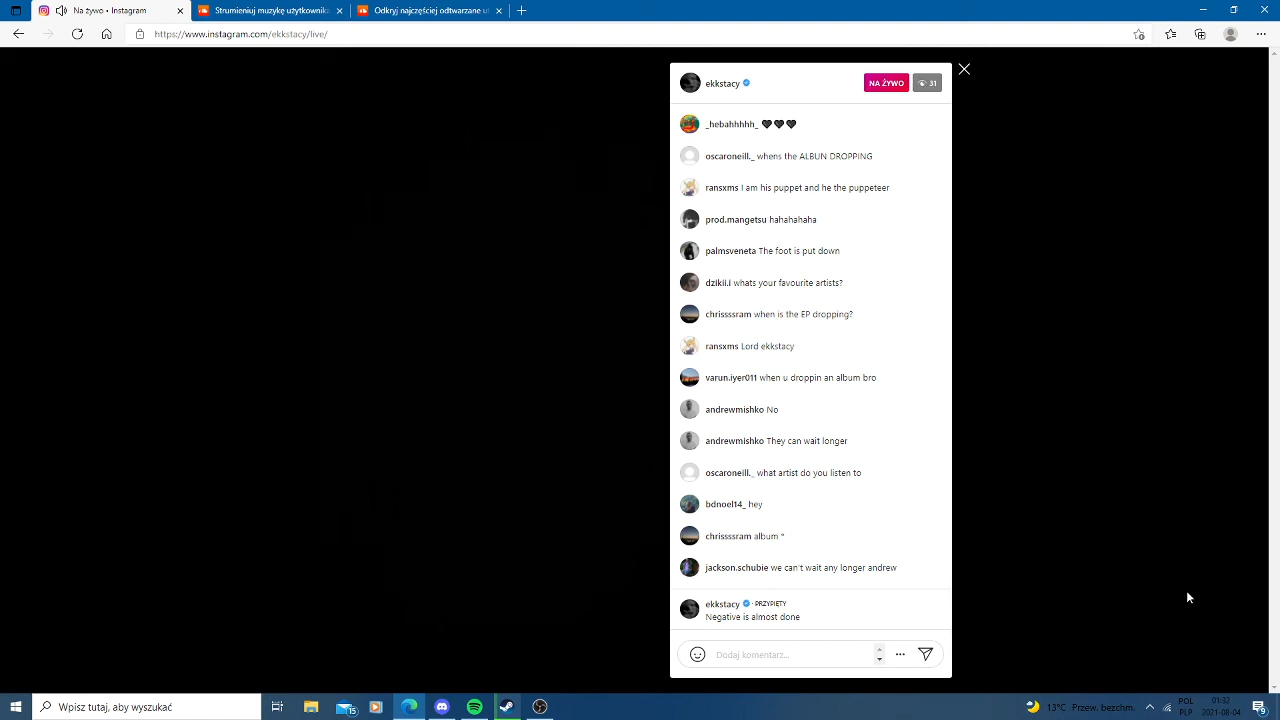 Na żywo • Instagram
Strumieniuj muzykę użytkownika
Odkryj najczęściej odtwarzane ut
https://www.instagram.com/ekkstacy/live/
ekkstacy
NA ŻYWO
31
_hebahhhhh_ 🖤🖤🖤
oscaroneill._ whens the ALBUN DROPPING
ransxms I am his puppet and he the puppeteer
prod.mangetsu hahahahaha
palmsveneta The foot is put down
dzikii.i whats your favourite artists?
chrissssram when is the EP dropping?
ransxms Lord ekkstacy
varun.iyer011 when u droppin an album bro
andrewmishko No
andrewmishko They can wait longer
oscaroneill._ what artist do you listen to
bdnoel14_ hey
chrissssram album *
jackson.schubie we can't wait any longer andrew
ekkstacy • PRZYPIĘTY
Negative is almost done
Dodaj komentarz...
Wpisz tutaj, aby wyszukać
5
13°C Przew. bezchm.
POL
PLP
01:32
2021-08-04
9